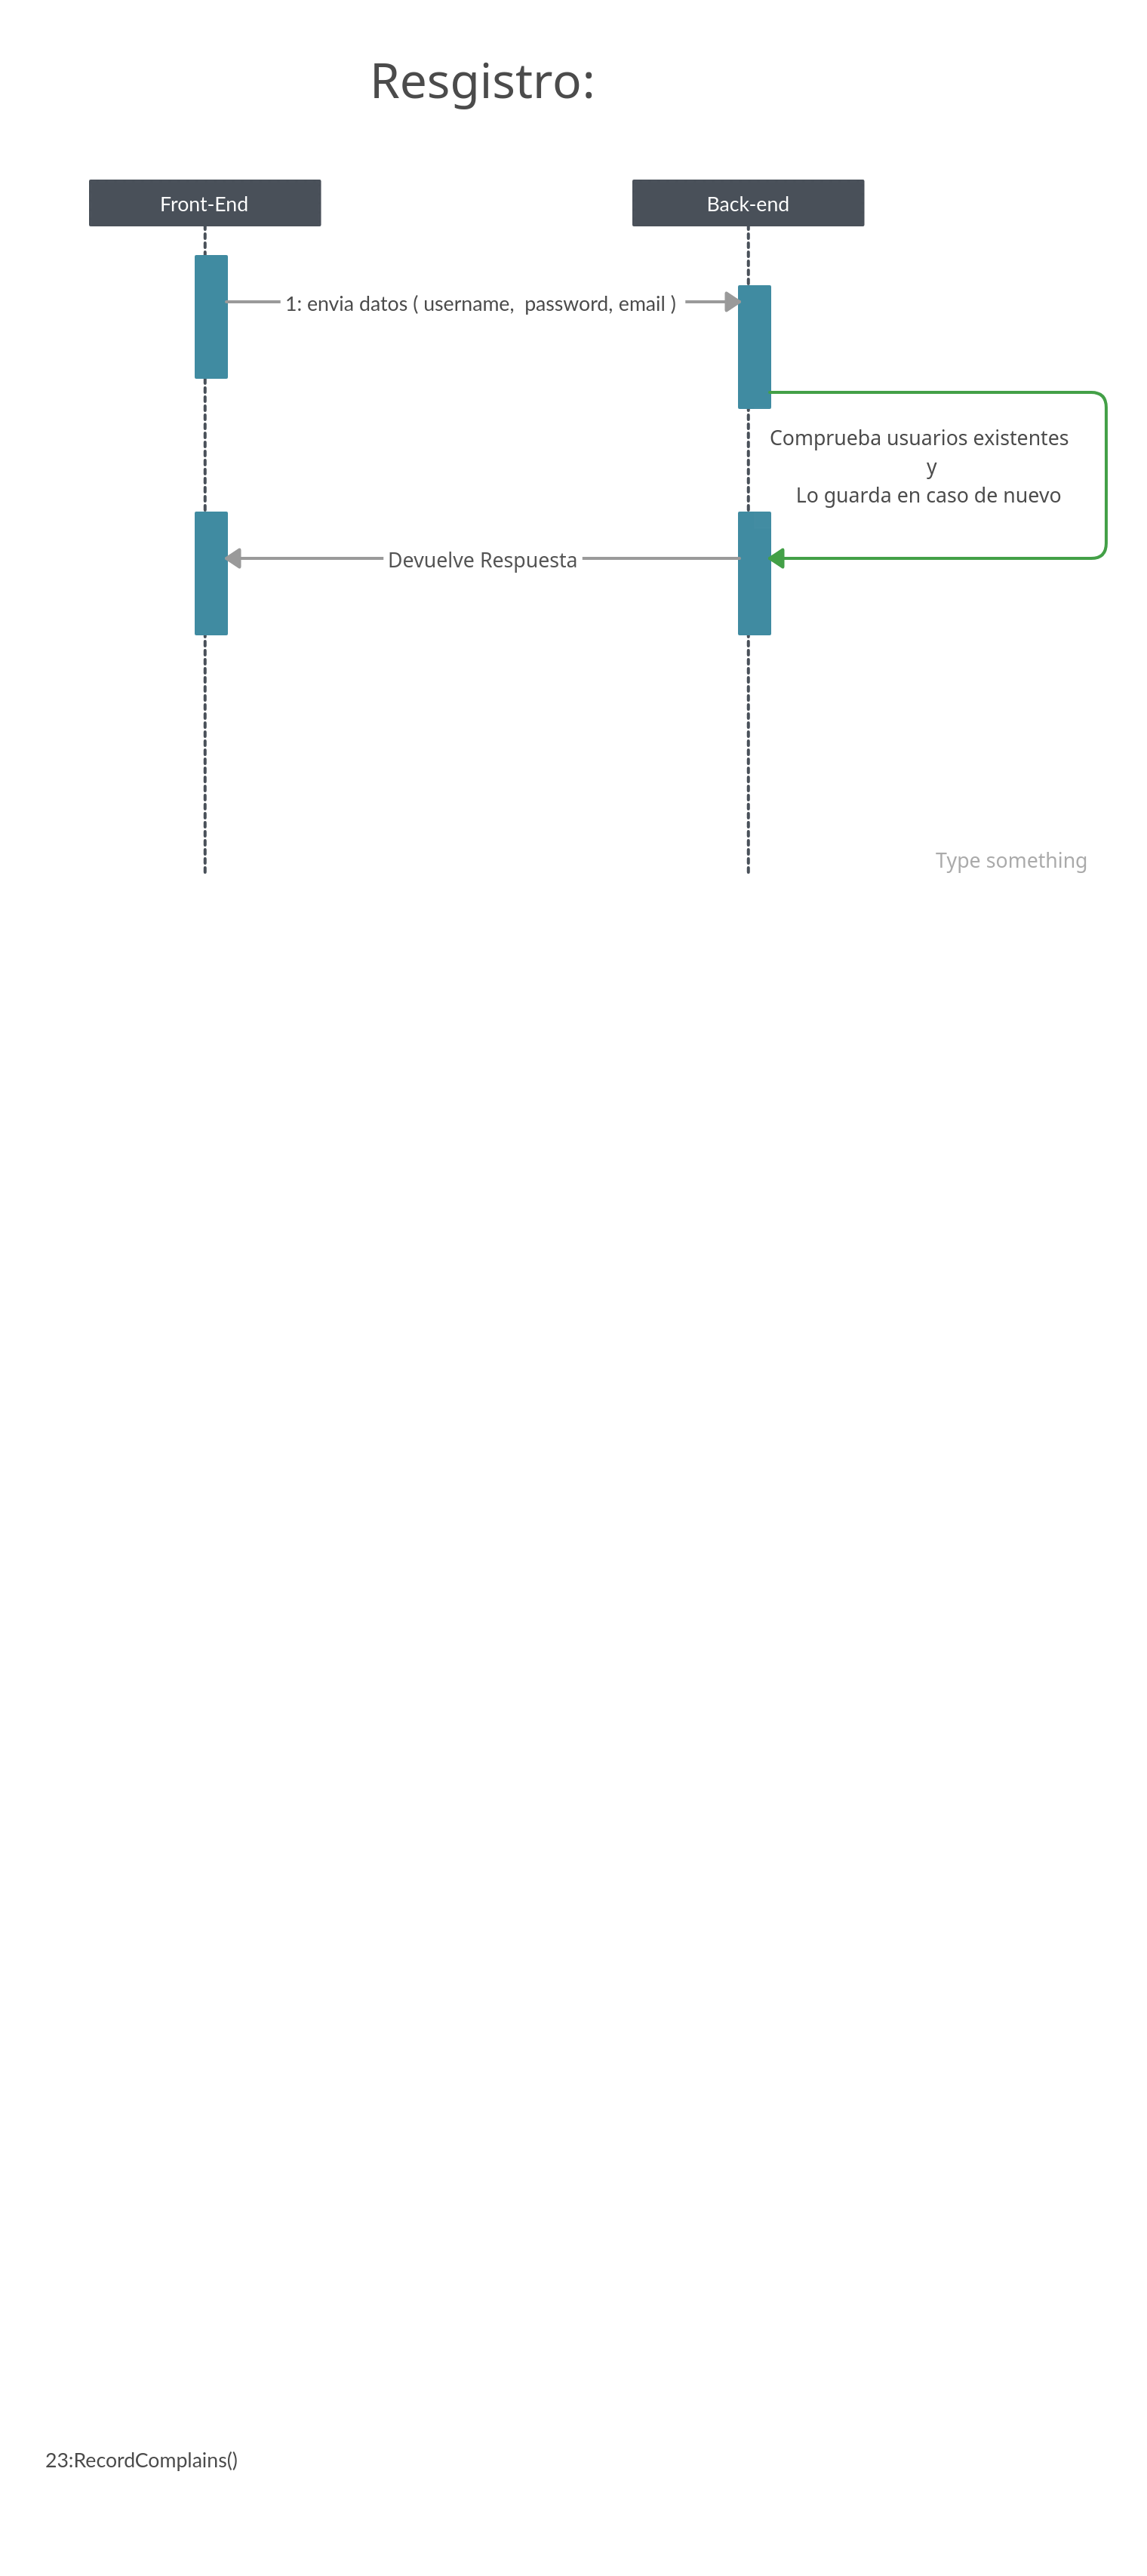 Resgistro:
Front-End
Back-end
1: envia datos ( username,  password, email )
Comprueba usuarios existentes
y
Lo guarda en caso de nuevo
Devuelve Respuesta
Type something
23:RecordComplains()